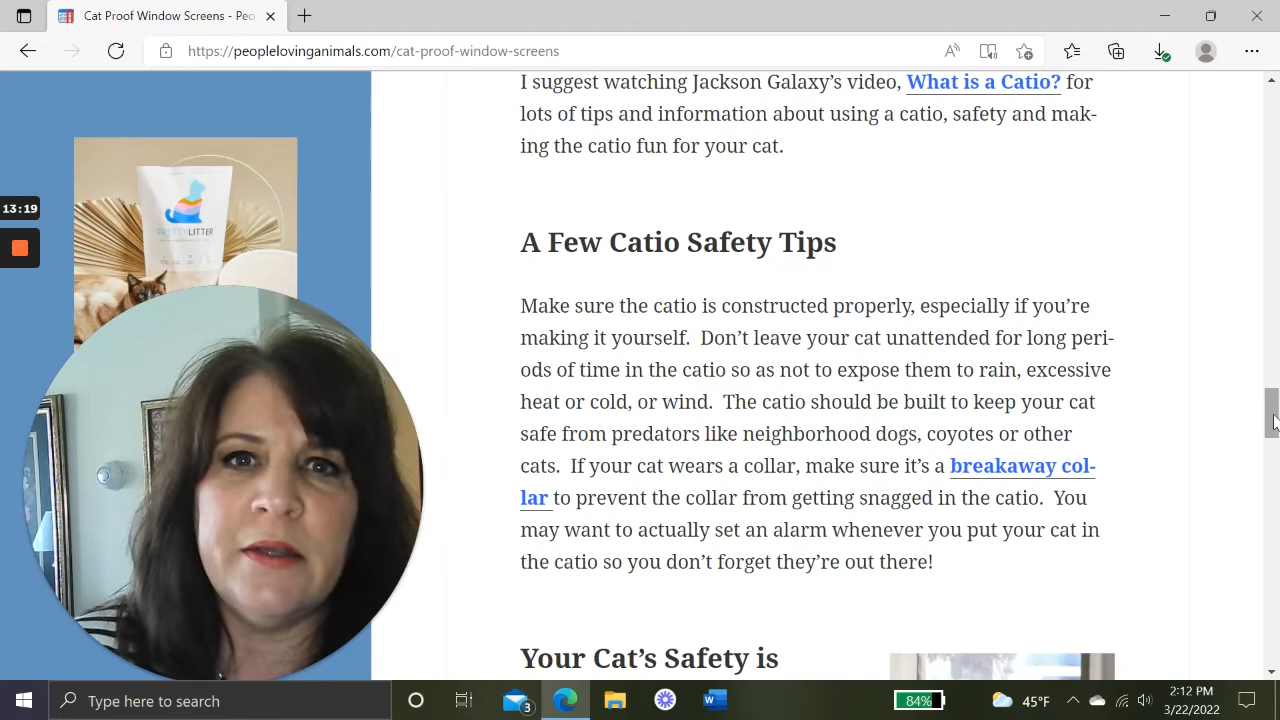 Cat Proof Window Screens - Peo
https://peoplelovinganimals.com/cat-proof-window-screens
I suggest watching Jackson Galaxy’s video, What is a Catio? for
lots of tips and information about using a catio, safety and mak-
ing the catio fun for your cat.
13:19
PRETTYLITTER
A Few Catio Safety Tips
Make sure the catio is constructed properly, especially if you’re
making it yourself.  Don’t leave your cat unattended for long peri-
ods of time in the catio so as not to expose them to rain, excessive
heat or cold, or wind.  The catio should be built to keep your cat
safe from predators like neighborhood dogs, coyotes or other
cats.  If your cat wears a collar, make sure it’s a breakaway col-
lar to prevent the collar from getting snagged in the catio.  You
may want to actually set an alarm whenever you put your cat in
the catio so you don’t forget they’re out there!
Your Cat’s Safety is
Type here to search
3
84%
45°F
2:12 PM
3/22/2022